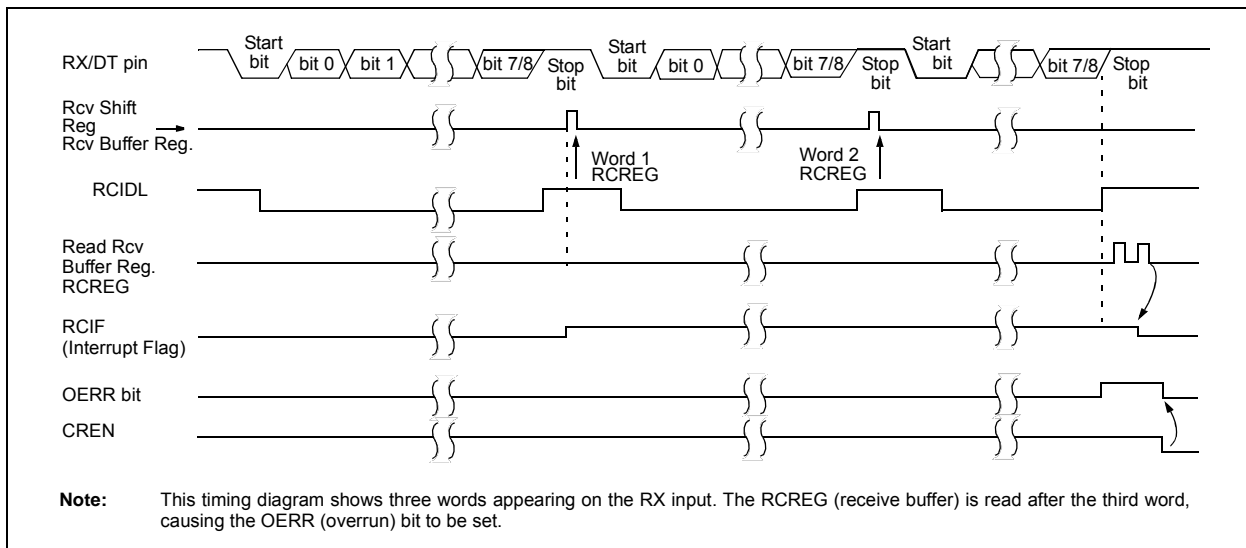 RX/DT pin
Start bit
bit 0
bit 1
bit 7/8
Stop bit
Start bit
bit 0
bit 7/8
Stop bit
Start bit
bit 7/8
Stop bit
Rcv Shift
Reg
Rcv Buffer Reg.
Word 1
RCREG
Word 2
RCREG
RCIDL
Read Rcv
Buffer Reg.
RCREG
RCIF
(Interrupt Flag)
OERR bit
CREN
Note: This timing diagram shows three words appearing on the RX input. The RCREG (receive buffer) is read after the third word,
causing the OERR (overrun) bit to be set.